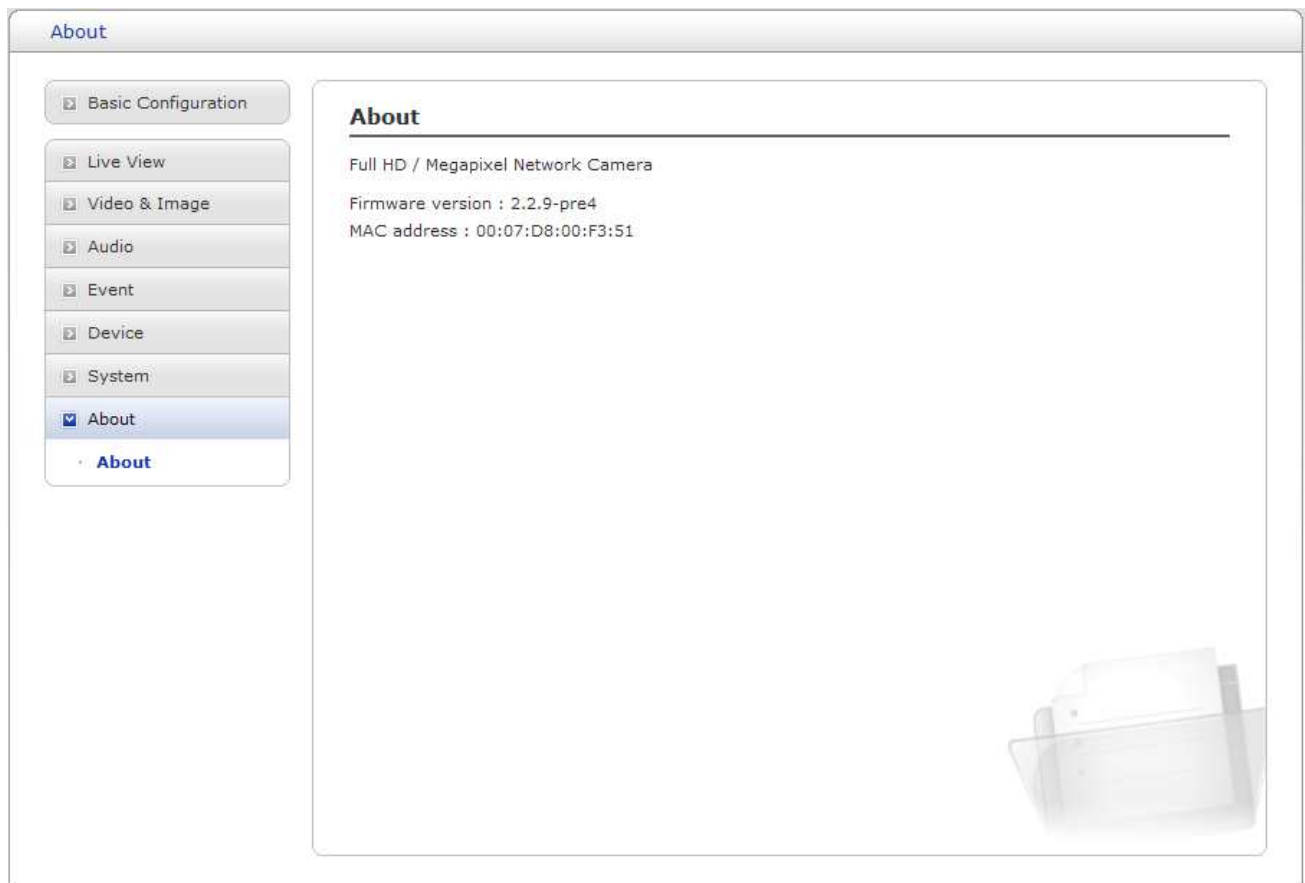 About
Basic Configuration
Live View
Video & Image
Audio
Event
Device
System
About
· About
About
Full HD / Megapixel Network Camera
Firmware version : 2.2.9-pre4
MAC address : 00:07:D8:00:F3:51